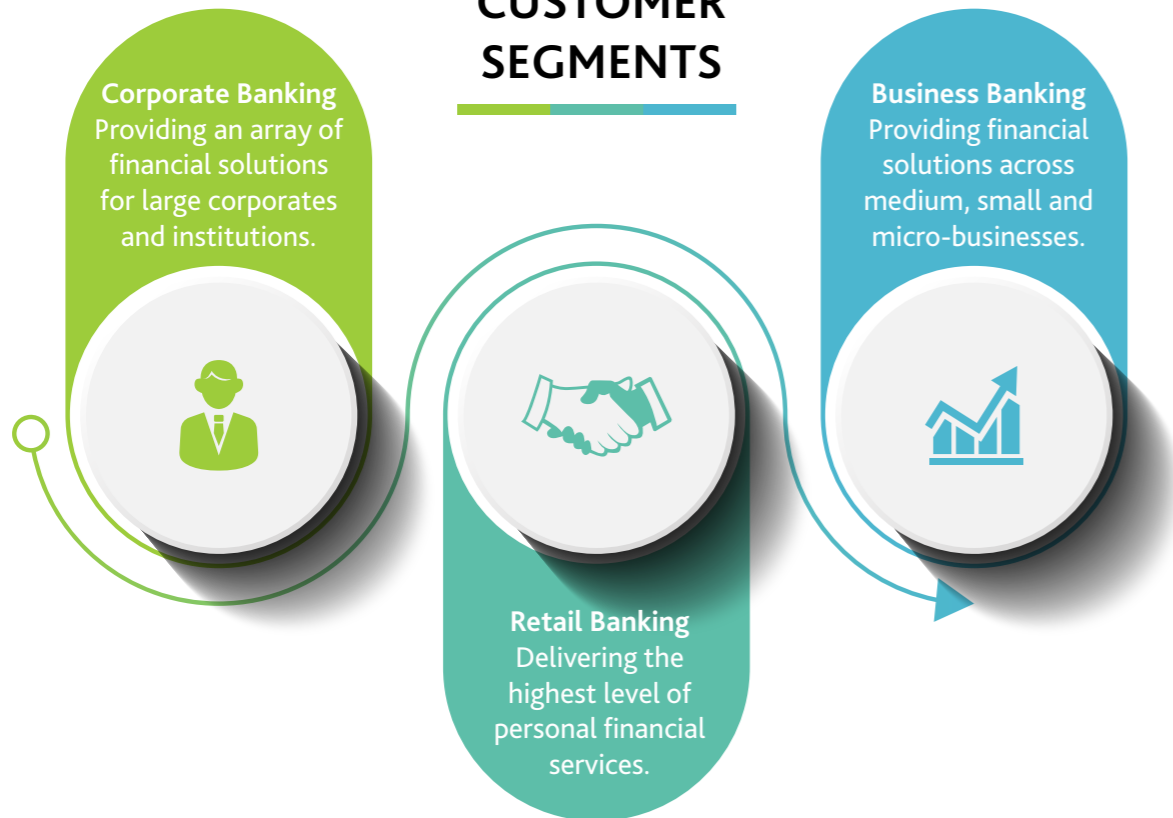 CUSTOMER
SEGMENTS
Corporate Banking
Providing an array of
financial solutions
for large corporates
and institutions.
Retail Banking
Delivering the
highest level of
personal financial
services.
Business Banking
Providing financial
solutions across
medium, small and
micro-businesses.